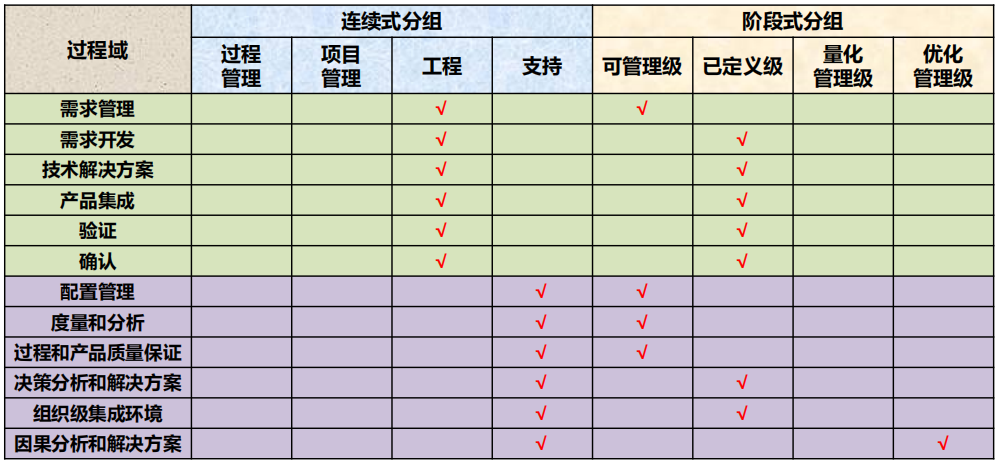 过程域 连续式分组 阶段式分组
过程管理 项目管理 工程 支持 可管理级 已定义级 量化管理级 优化管理级
需求管理 √ √
需求开发 √ √
技术解决方案 √ √
产品集成 √ √
验证 √ √
确认 √ √
配置管理 √ √
度量和分析 √ √
过程和产品质量保证 √ √
决策分析和解决方案 √ √
组织级集成环境 √ √
因果分析和解决方案 √ √